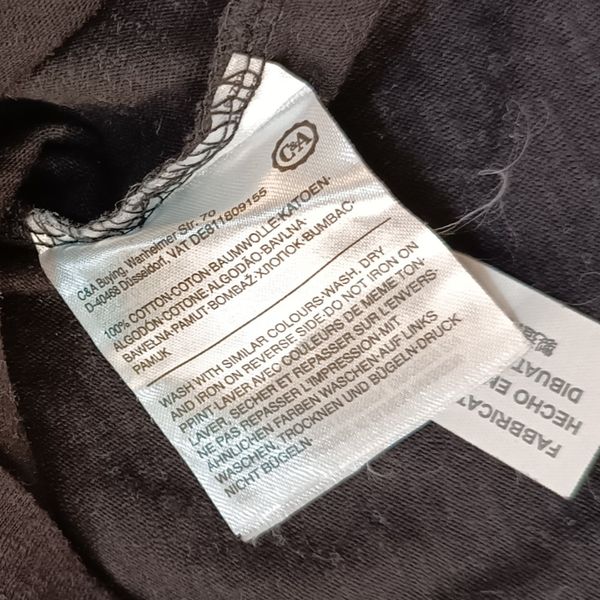 C&A
C&A Buying, Wanheimer Str. 70
D-40468 Düsseldorf, VAT DE811809155
100% COTTON·COTON·BAUMWOLLE·KATOEN·
ALGODÓN·COTONE·ALGODÃO·BAVLNA·
BAWEŁNA·PAMUT·BOMBAŽ·ХЛОПОК·BUMBAC·
PAMUK
WASH WITH SIMILAR COLOURS·WASH, DRY
AND IRON ON REVERSE SIDE·DO NOT IRON ON
PRINT·LAVER AVEC COULEURS DE MEME TON·
LAVER, SECHER ET REPASSER SUR L'ENVERS·
NE PAS REPASSER L'IMPRESSION·MIT
ÄHNLICHEN FARBEN WASCHEN·AUF LINKS
WASCHEN, TROCKNEN UND BÜGELN·DRUCK
NICHT BÜGELN·
FABRICAT
HECHO EN
DIBUAT